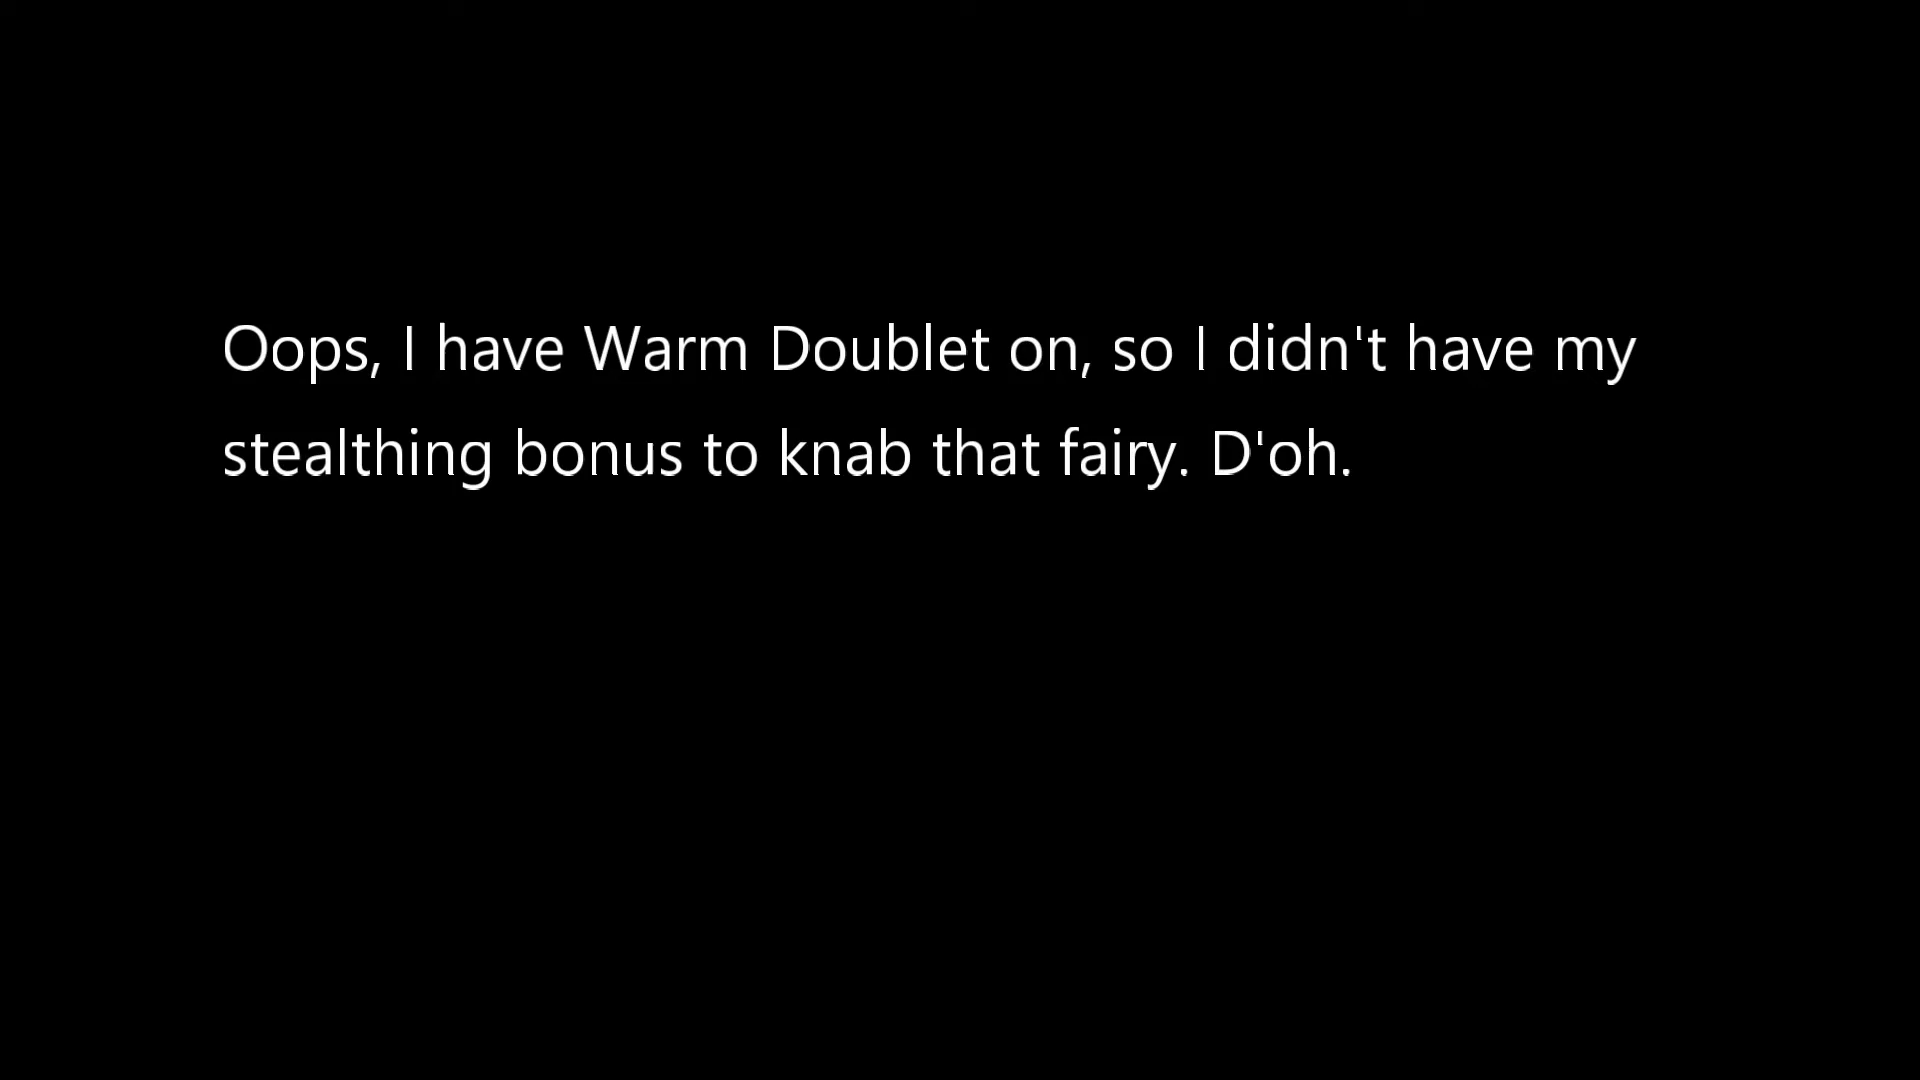 Oops, I have Warm Doublet on, so I didn't have my
stealthing bonus to knab that fairy. D'oh.